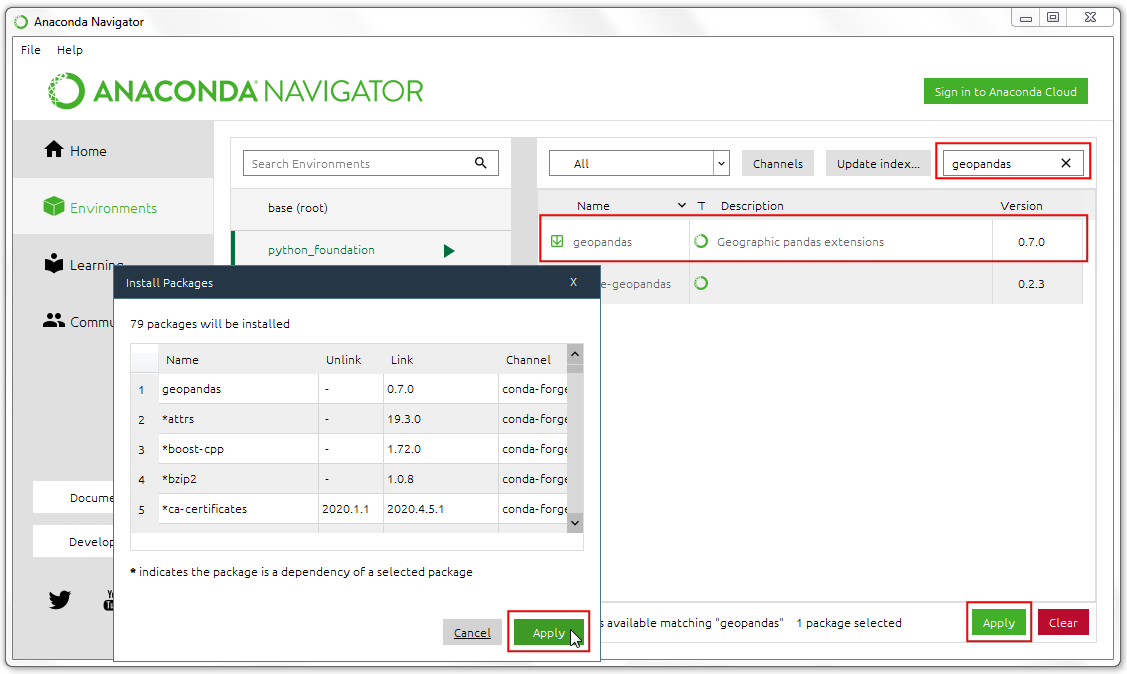 Anaconda Navigator
File Help
ANACONDA NAVIGATOR
Sign in to Anaconda Cloud
Home
Environments
Learning
Commu
Docume
Develop
Search Environments
base (root)
python_foundation
All
Channels
Update index...
geopandas
Name T Description Version
geopandas Geographic pandas extensions 0.7.0
e-geopandas 0.2.3
Install Packages X
79 packages will be installed
Name Unlink Link Channel
1 geopandas - 0.7.0 conda-forge
2 *attrs - 19.3.0 conda-forge
3 *boost-cpp - 1.72.0 conda-forge
4 *bzip2 - 1.0.8 conda-forge
5 *ca-certificates 2020.1.1 2020.4.5.1 conda-forge
* indicates the package is a dependency of a selected package
Cancel Apply
s available matching "geopandas" 1 package selected
Apply Clear